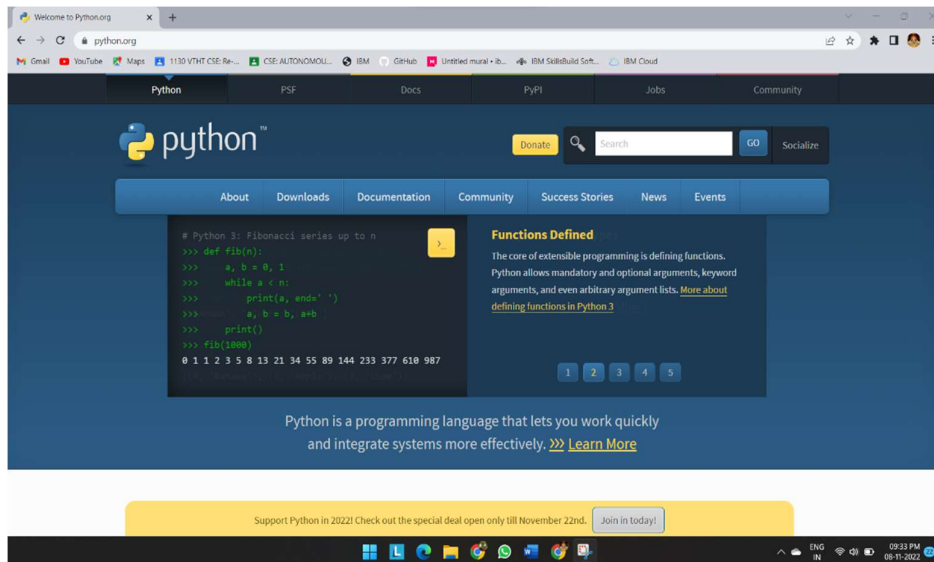 Welcome to Python.org
python.org
Gmail YouTube Maps 1130 VTHT CSE: Re-... CSE: AUTONOMOU... IBM GitHub Untitled mural • ib... IBM SkillsBuild Soft... IBM Cloud
Python PSF Docs PyPI Jobs Community
python™
Donate Search GO Socialize
About Downloads Documentation Community Success Stories News Events
# Python 3: Fibonacci series up to n
>>> def fib(n):
>>>     a, b = 0, 1
>>>     while a < n:
>>>         print(a, end=' ')
>>>         a, b = b, a+b
>>>     print()
>>> fib(1000)
0 1 1 2 3 5 8 13 21 34 55 89 144 233 377 610 987
>_
Functions Defined
The core of extensible programming is defining functions.
Python allows mandatory and optional arguments, keyword
arguments, and even arbitrary argument lists. More about
defining functions in Python 3
1 2 3 4 5
Python is a programming language that lets you work quickly
and integrate systems more effectively. >>> Learn More
Support Python in 2022! Check out the special deal open only till November 22nd. Join in today!
L
ENG
IN
09:33 PM
08-11-2022
22